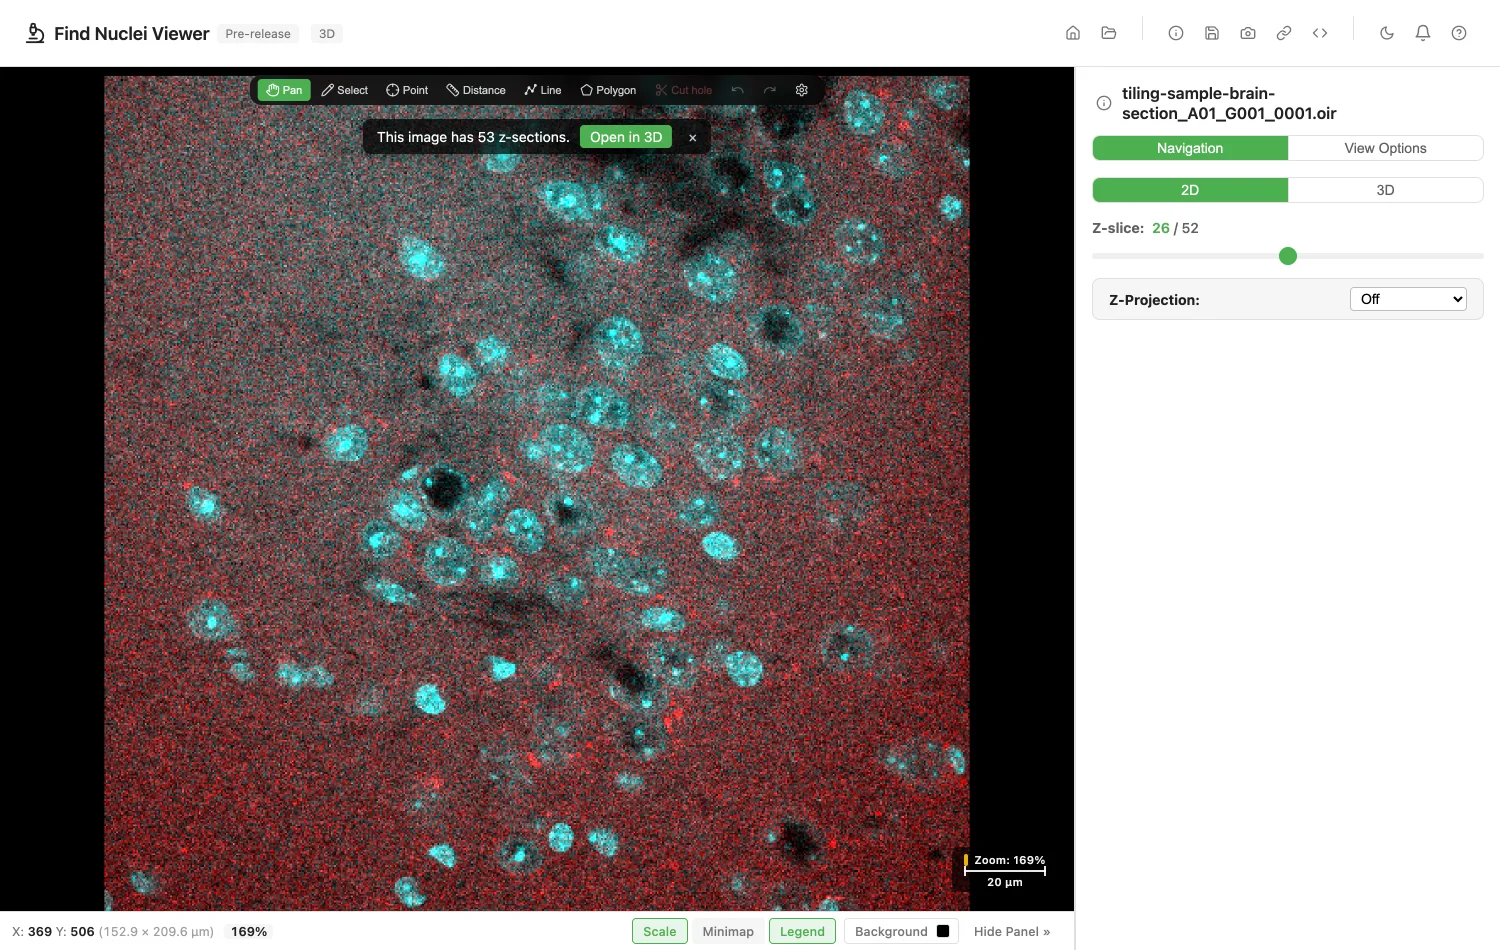 Find Nuclei Viewer Pre-release 3D
Pan Select Point Distance Line Polygon Cut hole
This image has 53 z-sections. Open in 3D ×
Zoom: 169%
20 µm
tiling-sample-brain-
section_A01_G001_0001.oir
Navigation View Options
2D 3D
Z-slice: 26 / 52
Z-Projection: Off
X: 369 Y: 506 (152.9 × 209.6 µm) 169%
Scale Minimap Legend Background Hide Panel »